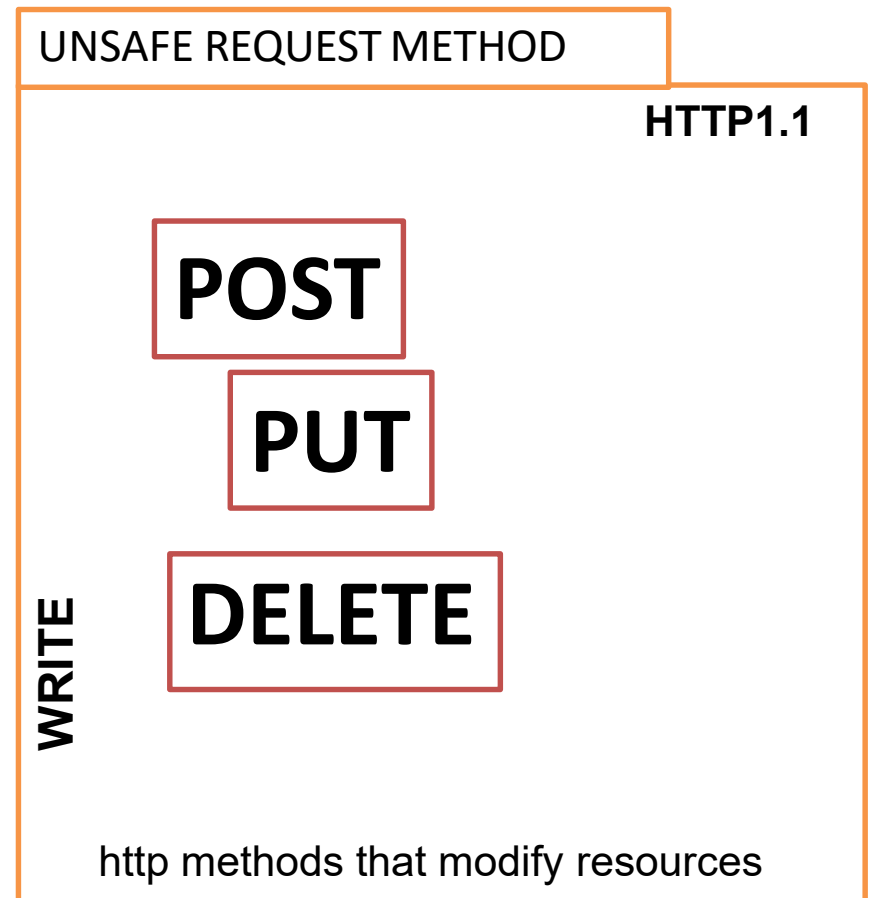 UNSAFE REQUEST METHOD
HTTP1.1
POST
PUT
DELETE
WRITE
http methods that modify resources